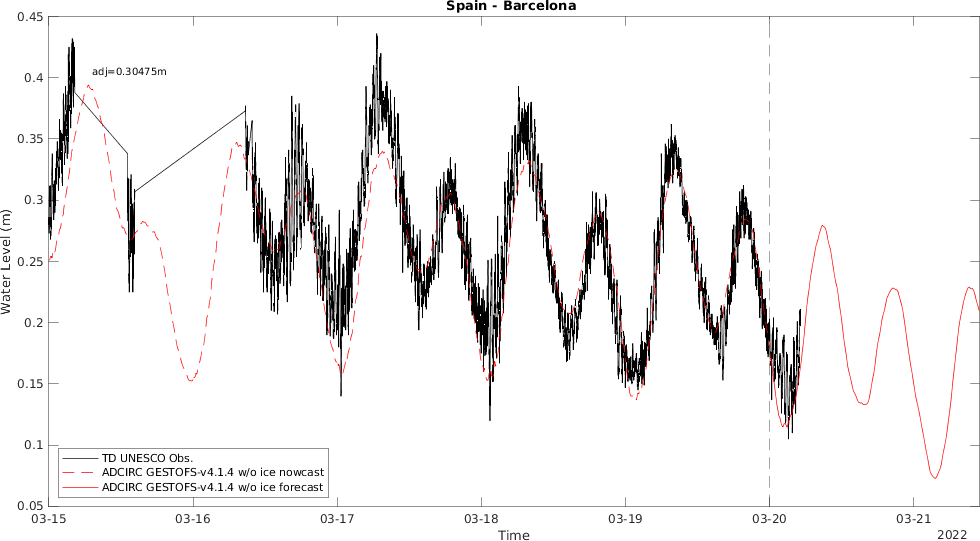 Spain - Barcelona
0.45
0.4
0.35
0.3
0.25
0.2
0.15
0.1
0.05
Water Level (m)
adj=0.30475m
TD UNESCO Obs.
ADCIRC GESTOFS-v4.1.4 w/o ice nowcast
ADCIRC GESTOFS-v4.1.4 w/o ice forecast
03-15 03-16 03-17 03-18 03-19 03-20 03-21
Time
2022